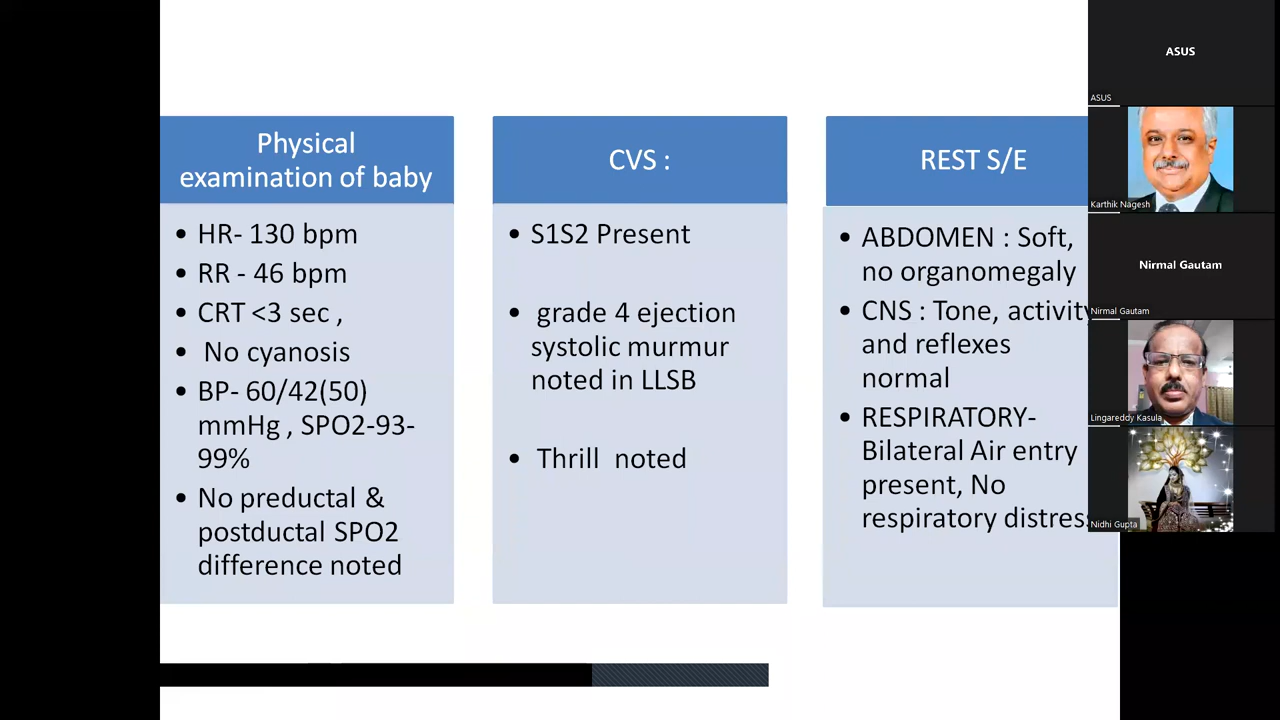 Physical
examination of baby
• HR- 130 bpm
• RR - 46 bpm
• CRT <3 sec ,
• No cyanosis
• BP- 60/42(50)
mmHg , SPO2-93-
99%
• No preductal &
postductal SPO2
difference noted
CVS :
• S1S2 Present
• grade 4 ejection
systolic murmur
noted in LLSB
• Thrill noted
REST S/E
• ABDOMEN : Soft,
no organomegaly
• CNS : Tone, activity
and reflexes
normal
• RESPIRATORY-
Bilateral Air entry
present, No
respiratory distres
ASUS
ASUS
Karthik Nagesh
Nirmal Gautam
Nirmal Gautam
Lingareddy Kasula
Nidhi Gupta